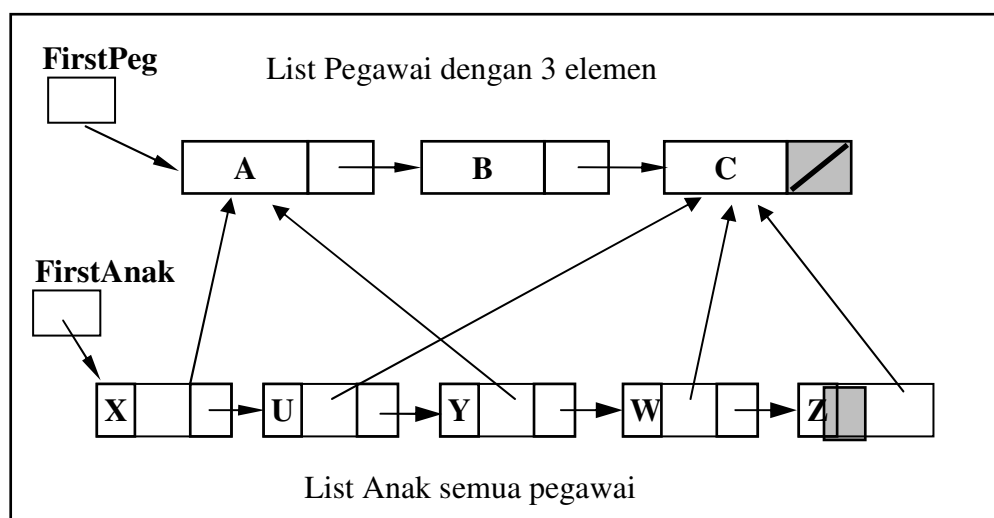 FirstPeg
List Pegawai dengan 3 elemen
A B C
FirstAnak
X U Y W Z
List Anak semua pegawai